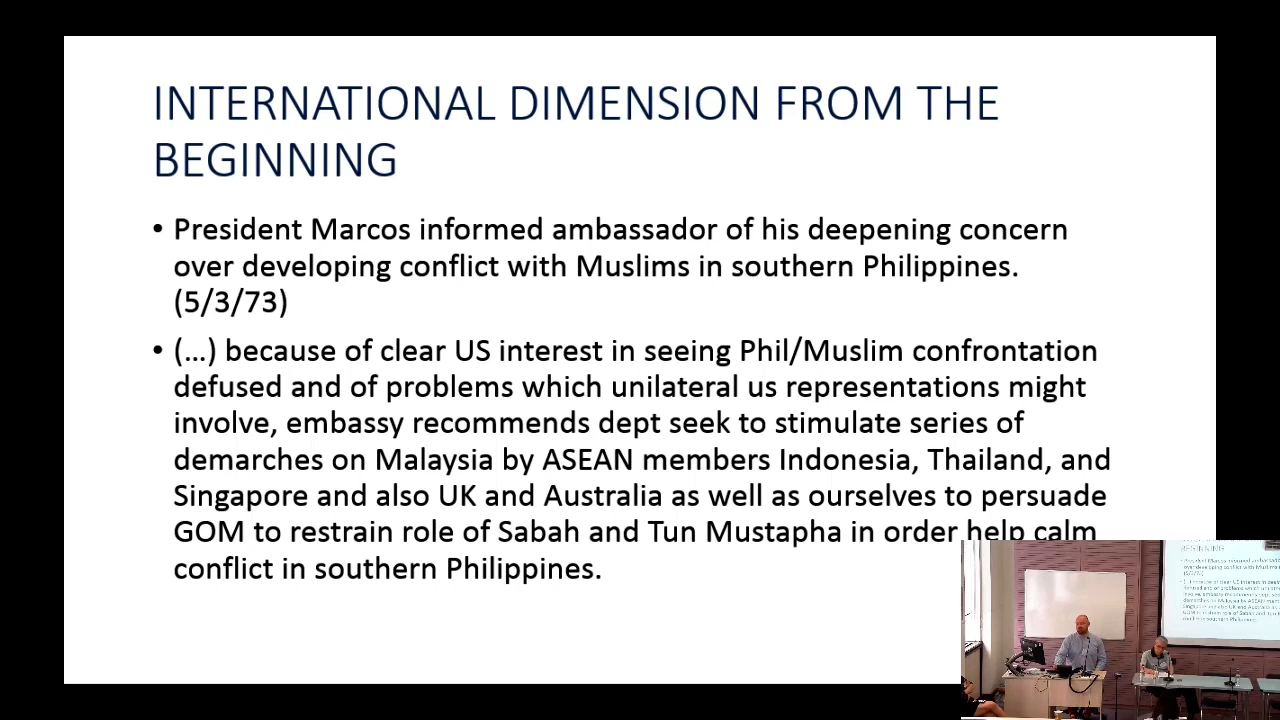 INTERNATIONAL DIMENSION FROM THE
BEGINNING
• President Marcos informed ambassador of his deepening concern
over developing conflict with Muslims in southern Philippines.
(5/3/73)
• (…) because of clear US interest in seeing Phil/Muslim confrontation
defused and of problems which unilateral us representations might
involve, embassy recommends dept seek to stimulate series of
demarches on Malaysia by ASEAN members Indonesia, Thailand, and
Singapore and also UK and Australia as well as ourselves to persuade
GOM to restrain role of Sabah and Tun Mustapha in order help calm
conflict in southern Philippines.